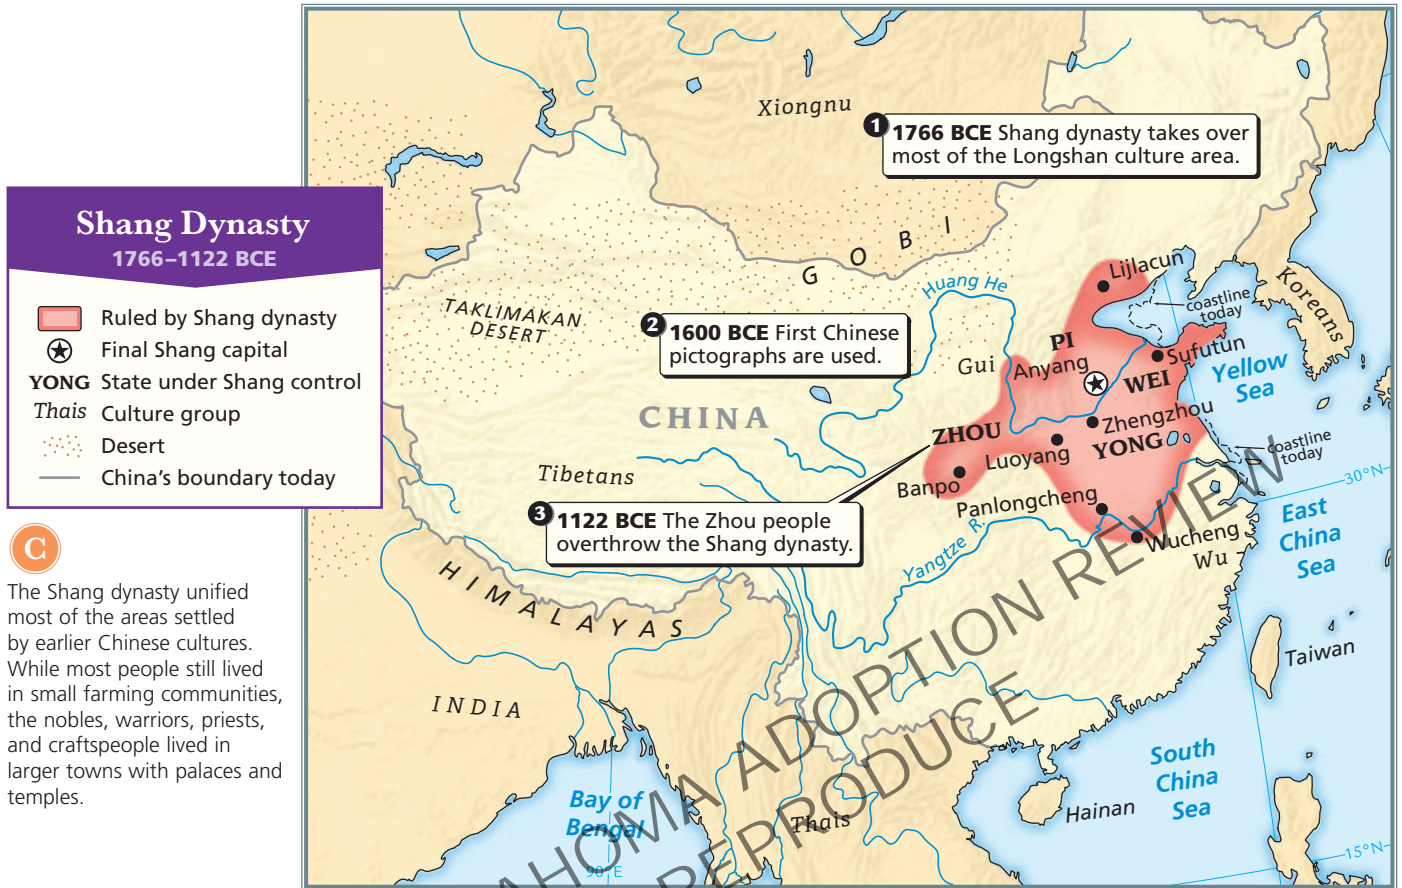 Shang Dynasty
1766–1122 BCE
Ruled by Shang dynasty
Final Shang capital
YONG State under Shang control
Thais Culture group
Desert
China's boundary today
C
The Shang dynasty unified
most of the areas settled
by earlier Chinese cultures.
While most people still lived
in small farming communities,
the nobles, warriors, priests,
and craftspeople lived in
larger towns with palaces and
temples.
Xiongnu
1 1766 BCE Shang dynasty takes over
most of the Longshan culture area.
GOBI
TAKLIMAKAN
DESERT
Huang He
Lijlacun
coastline
today
Koreans
2 1600 BCE First Chinese
pictographs are used.
PI
Gui
Anyang
Sufutun
WEI
Yellow
Sea
CHINA
Zhengzhou
ZHOU
YONG
Luoyang
coastline
today
Tibetans
Banpo
Panlongcheng
30°N
3 1122 BCE The Zhou people
overthrow the Shang dynasty.
Yangtze R.
Wucheng
Wu
East
China
Sea
HIMALAYAS
Taiwan
INDIA
South
China
Sea
Bay of
Bengal
Hainan
Thais
90°E
15°N
AHOMA ADOPTION REVIEW
REPRODUCE